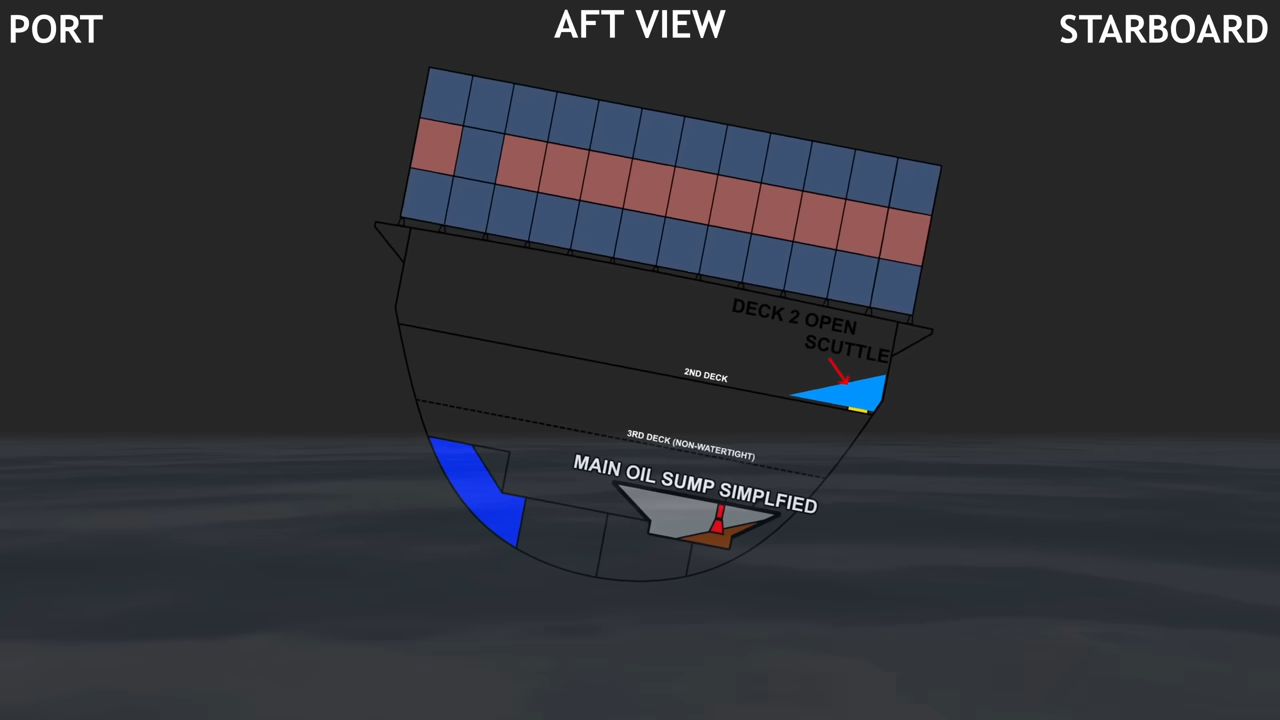 PORT
AFT VIEW
STARBOARD
DECK 2 OPEN
SCUTTLE
2ND DECK
3RD DECK (NON-WATERTIGHT)
MAIN OIL SUMP SIMPLFIED